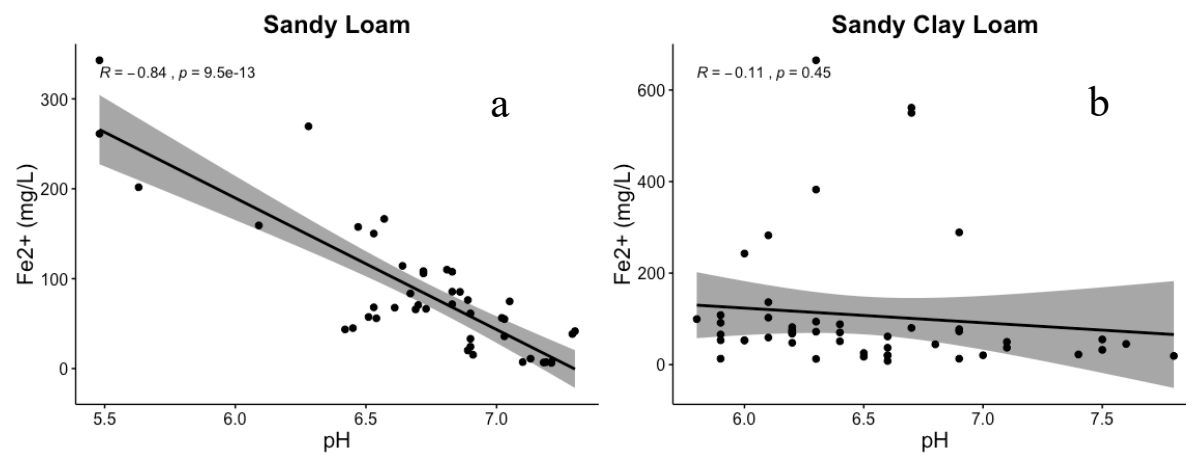 Sandy Loam
R = −0.84 , p = 9.5e-13
a
Fe2+ (mg/L)
300
200
100
0
5.5 6.0 6.5 7.0
pH
Sandy Clay Loam
R = −0.11 , p = 0.45
b
Fe2+ (mg/L)
600
400
200
0
6.0 6.5 7.0 7.5
pH